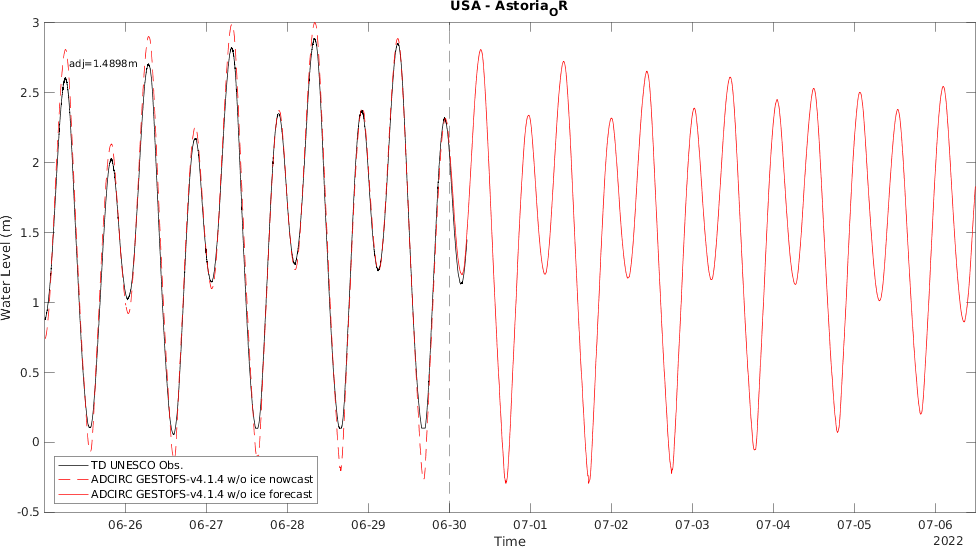 USA - Astoria_OR
3
adj=1.4898m
2.5
2
1.5
1
0.5
0
-0.5
Water Level (m)
TD UNESCO Obs.
ADCIRC GESTOFS-v4.1.4 w/o ice nowcast
ADCIRC GESTOFS-v4.1.4 w/o ice forecast
06-26 06-27 06-28 06-29 06-30 07-01 07-02 07-03 07-04 07-05 07-06
Time
2022